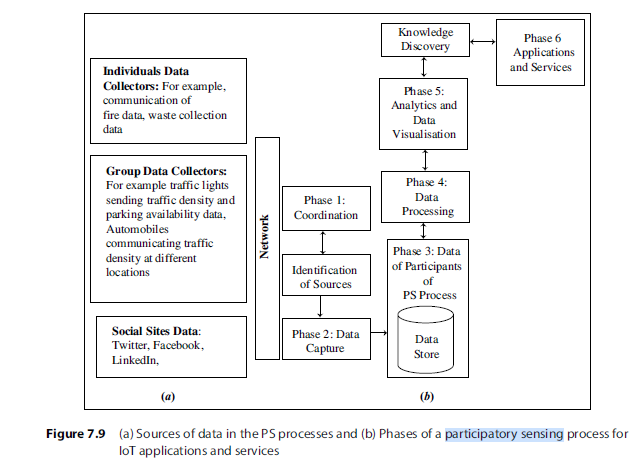 Individuals Data
Collectors: For example,
communication of
fire data, waste collection
data
Group Data Collectors:
For example traffic lights
sending traffic density and
parking availability data,
Automobiles
communicating traffic
density at different
locations
Social Sites Data:
Twitter, Facebook,
LinkedIn,
(a)
Network
Phase 1:
Coordination
Identification
of Sources
Phase 2: Data
Capture
Knowledge
Discovery
Phase 6
Applications
and Services
Phase 5:
Analytics and
Data
Visualisation
Phase 4:
Data
Processing
Phase 3: Data
of Participants
of
PS Process
Data
Store
(b)
Figure 7.9 (a) Sources of data in the PS processes and (b) Phases of a participatory sensing process for
IoT applications and services